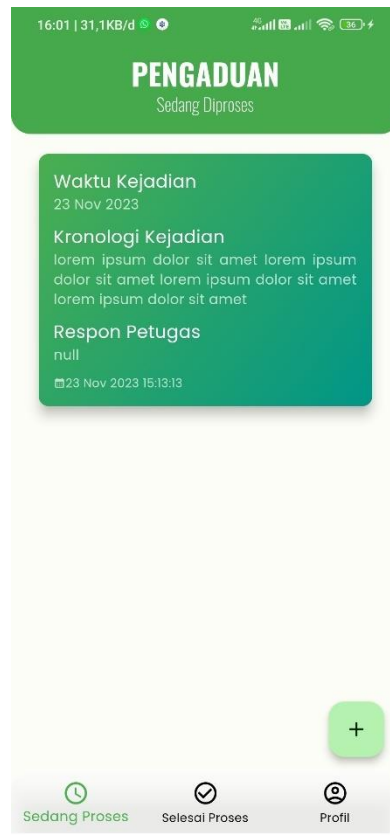 16:01 | 31,1KB/d
4G
36
PENGADUAN
Sedang Diproses
Waktu Kejadian
23 Nov 2023
Kronologi Kejadian
lorem ipsum dolor sit amet lorem ipsum
dolor sit amet lorem ipsum dolor sit amet
lorem ipsum dolor sit amet
Respon Petugas
null
23 Nov 2023 15:13:13
+
Sedang Proses
Selesai Proses
Profil